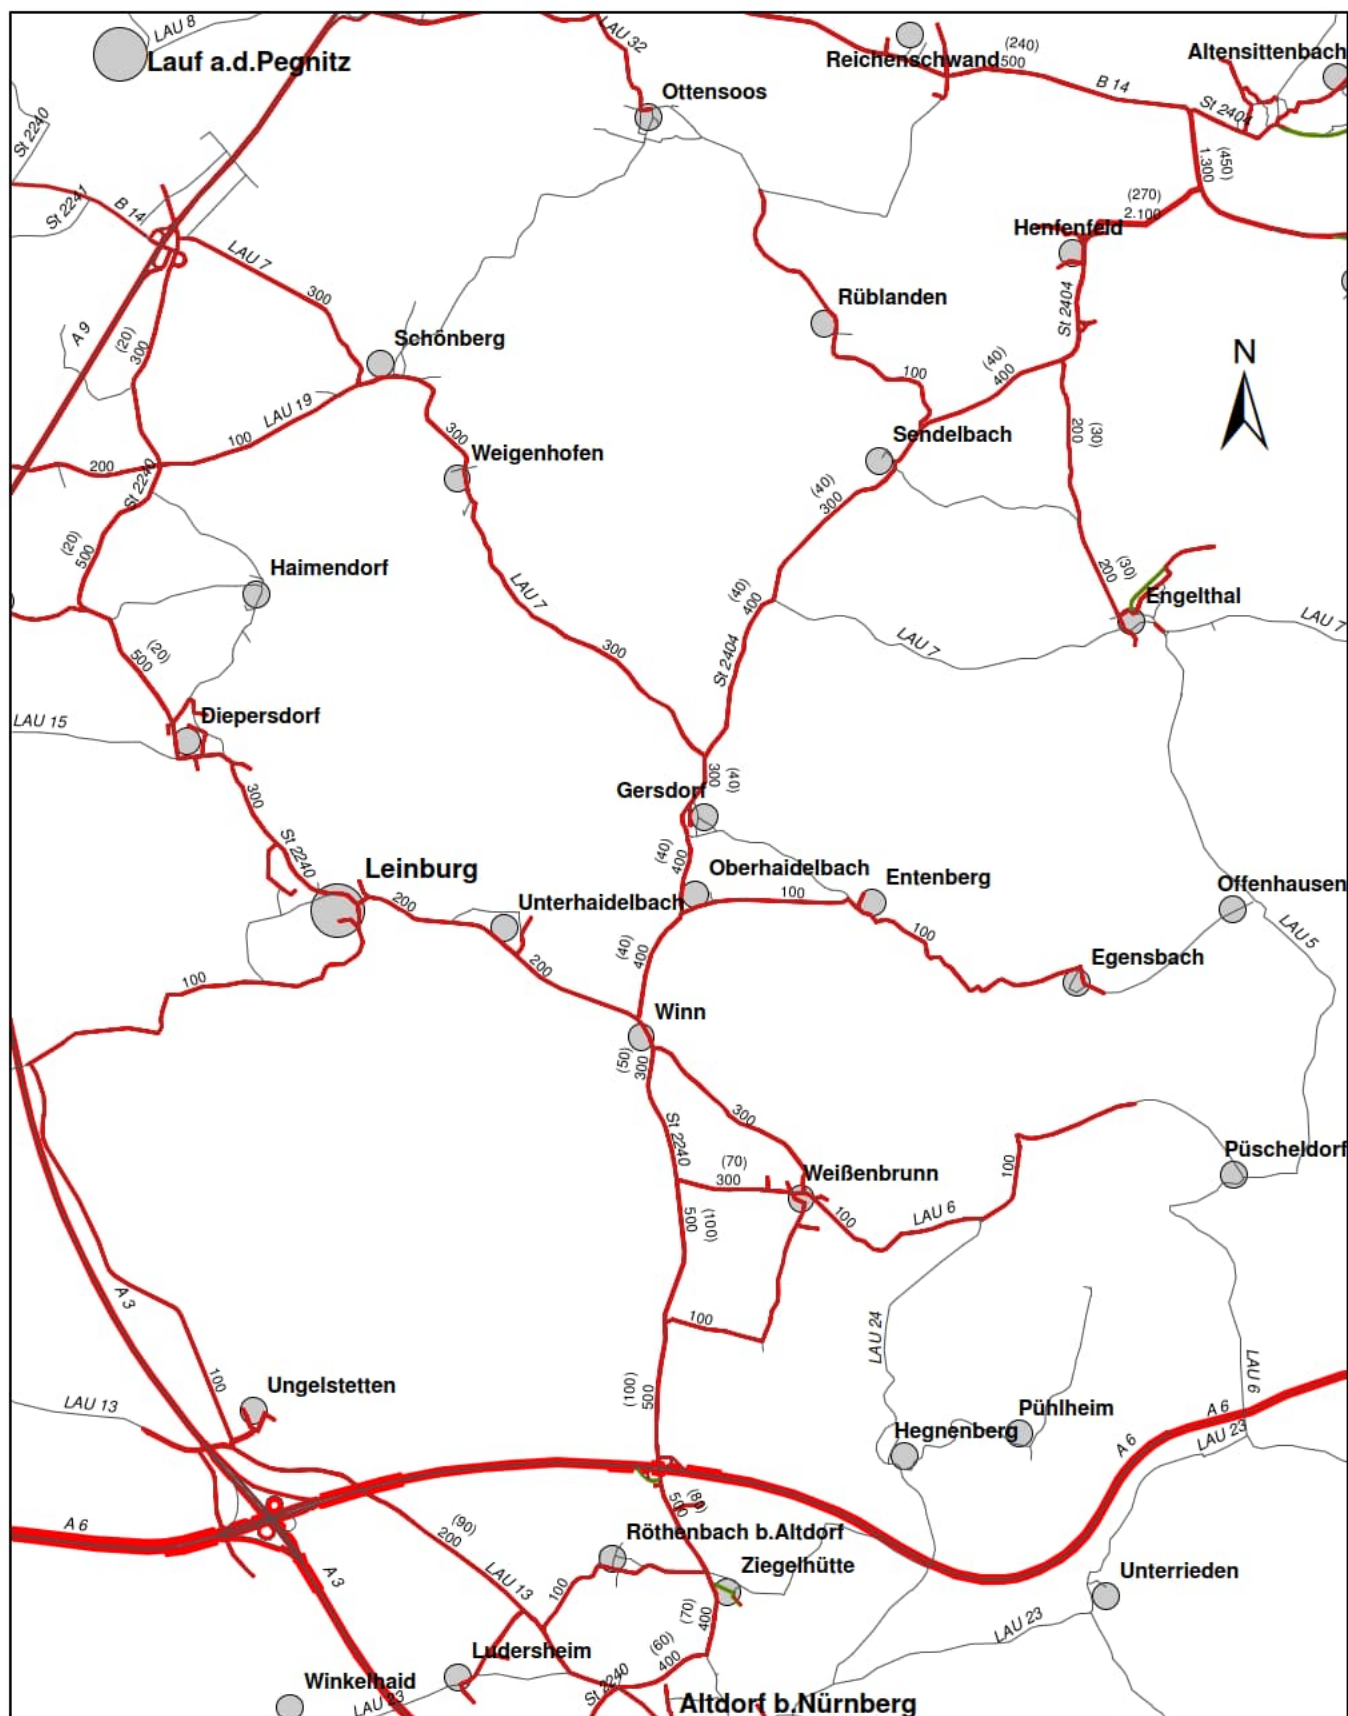 LAU 8
Lauf a.d.Pegnitz
LAU 32
Ottensoos
Reichenschwand
(240)
500
B 14
Altensittenbach
St 2404
St 2240
St 2241
B 14
LAU 7
300
(450)
1.300
(270)
2.100
Henfenfeld
St 2404
A 9
(20)
300
Schönberg
Rüblanden
100
(40)
400
N
LAU 19
100
200
St 2240
300
Weigenhofen
Sendelbach
(30)
200
(40)
300
(20)
500
Haimendorf
LAU 7
(40)
400
(30)
200
Engelthal
LAU 7
LAU 7
300
St 2404
(20)
500
LAU 15
Diepersdorf
300
(40)
300
Gersdorf
St 2240
(40)
400
Leinburg
200
Oberhaidelbach
100
Entenberg
100
Offenhausen
LAU 5
Unterhaidelbach
200
(40)
400
Egensbach
100
Winn
(50)
300
300
St 2240
(70)
300
Weißenbrunn
100
100
LAU 6
Püscheldorf
(100)
500
100
A 3
LAU 24
LAU 6
100
Ungelstetten
LAU 13
(100)
500
Pühlheim
Hegnenberg
A 6
A 6
LAU 23
A 6
(80)
500
(90)
200
Röthenbach b.Altdorf
Ziegelhütte
Unterrieden
A 3
LAU 13
100
(70)
400
LAU 23
Ludersheim
(60)
400
St 2240
Winkelhaid
LAU 23
Altdorf b.Nürnberg